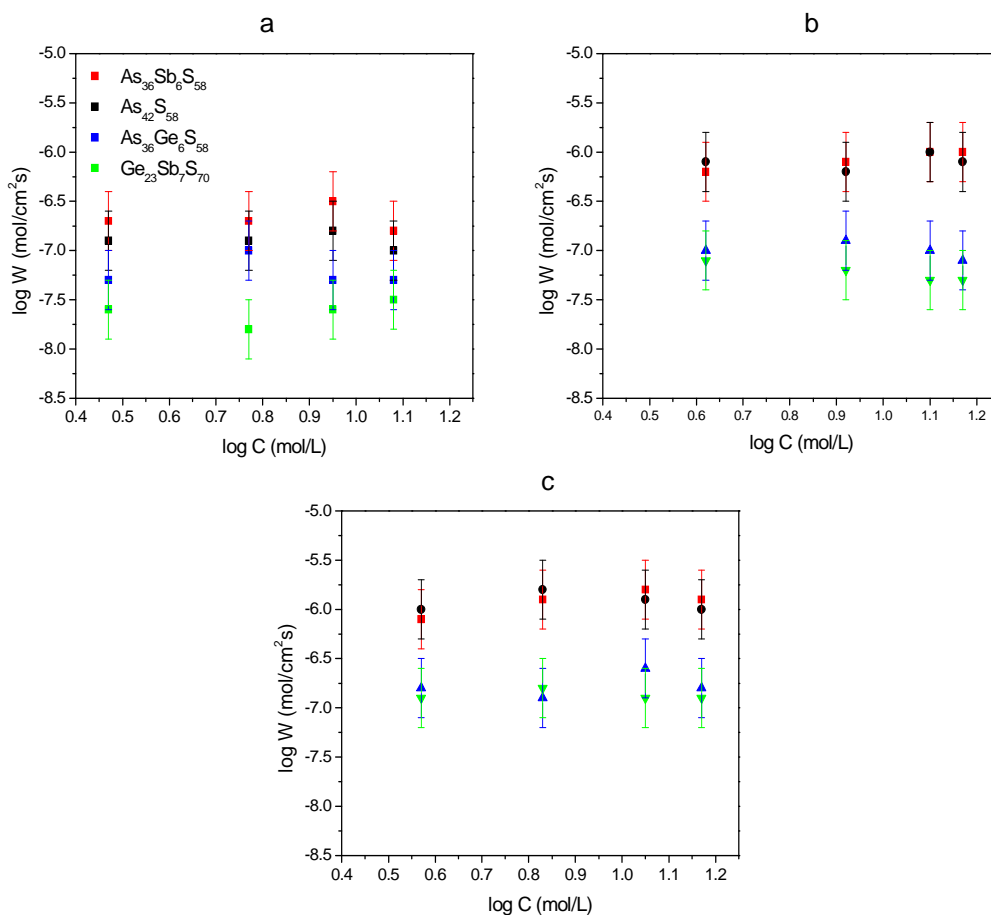 a
-5.0
-5.5
-6.0
-6.5
-7.0
-7.5
-8.0
-8.5
log W (mol/cm²s)
As₃₆Sb₆S₅₈
As₄₂S₅₈
As₃₆Ge₆S₅₈
Ge₂₃Sb₇S₇₀
0.4 0.5 0.6 0.7 0.8 0.9 1.0 1.1 1.2
log C (mol/L)
b
-5.0
-5.5
-6.0
-6.5
-7.0
-7.5
-8.0
-8.5
log W (mol/cm²s)
0.4 0.5 0.6 0.7 0.8 0.9 1.0 1.1 1.2
log C (mol/L)
c
-5.0
-5.5
-6.0
-6.5
-7.0
-7.5
-8.0
-8.5
log W (mol/cm²s)
0.4 0.5 0.6 0.7 0.8 0.9 1.0 1.1 1.2
log C (mol/L)